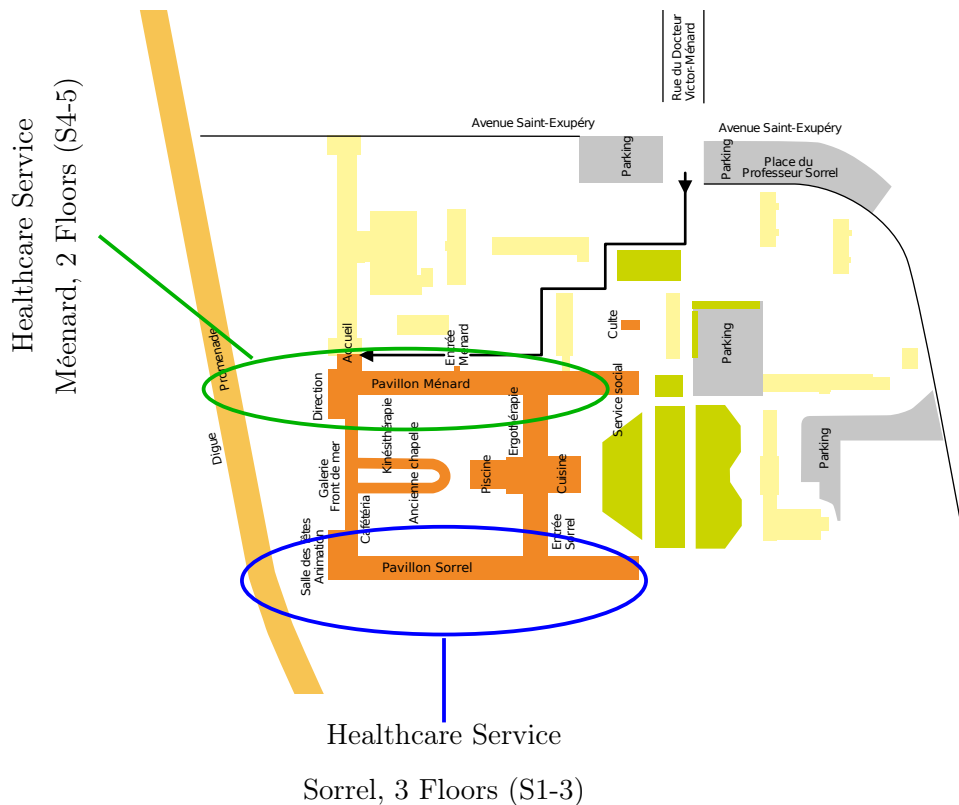 Rue du Docteur
Victor-Ménard
Avenue Saint-Exupéry
Avenue Saint-Exupéry
Parking
Parking
Place du
Professeur Sorrel
Healthcare Service
Méenard, 2 Floors (S4-5)
Promenade
Digue
Accueil
Entrée
Ménard
Culte
Parking
Pavillon Ménard
Direction
Service social
Kinésithérapie
Ergothérapie
Ancienne chapelle
Galerie
Front de mer
Piscine
Cuisine
Parking
Cafétéria
Entrée
Sorrel
Salle des fêtes
Animation
Pavillon Sorrel
Healthcare Service
Sorrel, 3 Floors (S1-3)